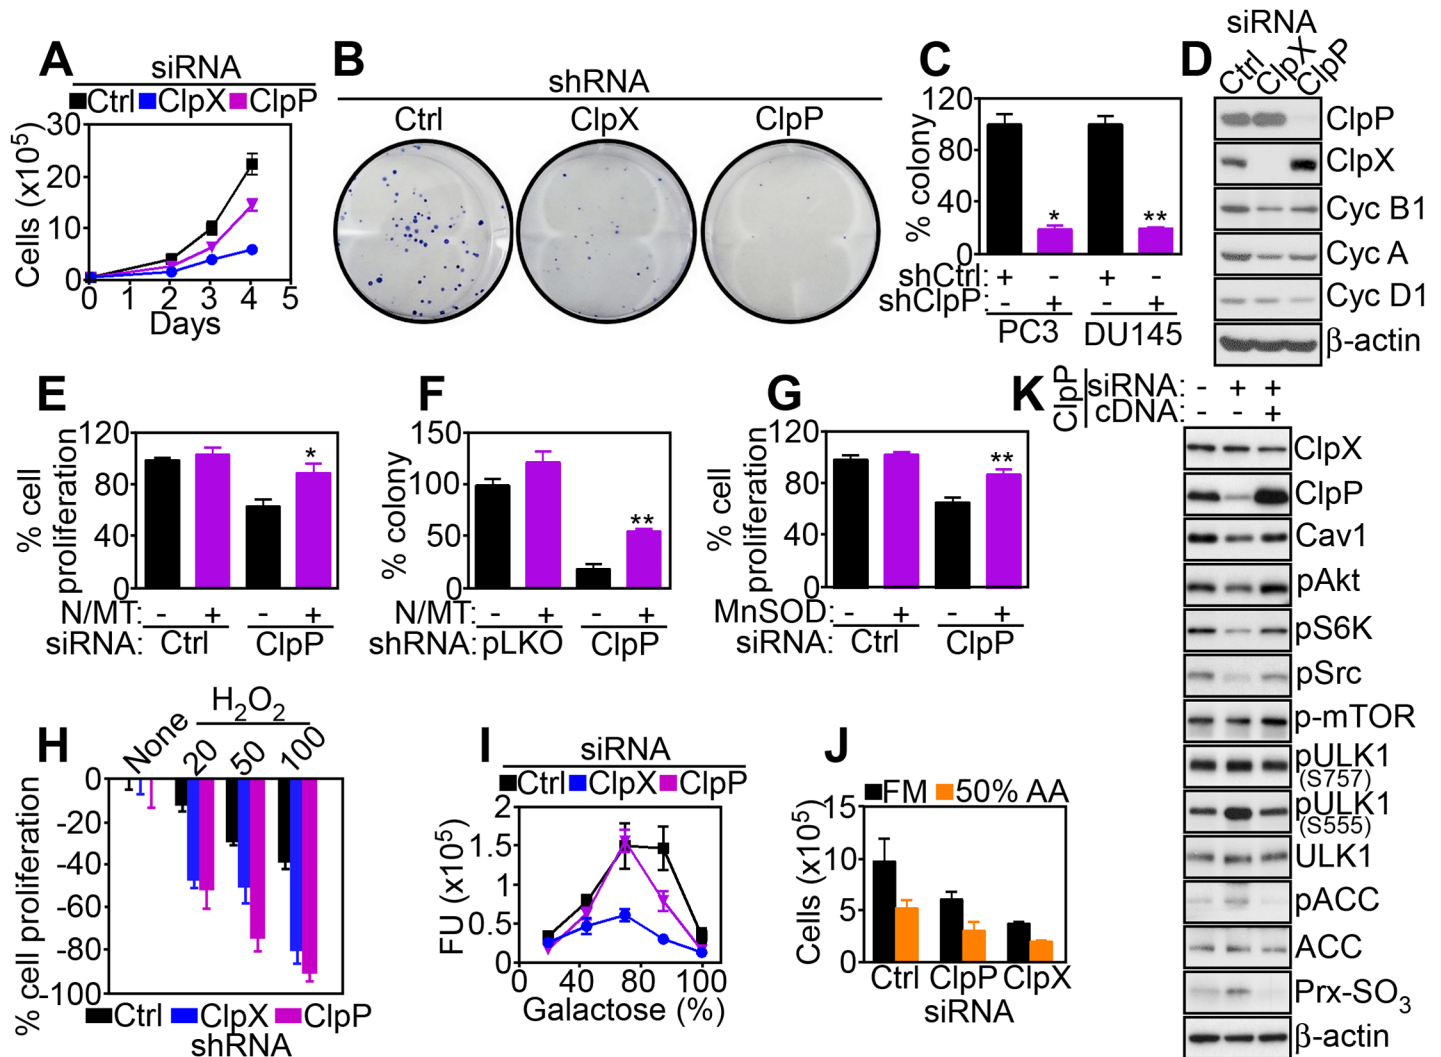 A
siRNA
Ctrl ClpX ClpP
Cells (x10⁵)
30
20
10
0
0 1 2 3 4 5
Days
B
shRNA
Ctrl ClpX ClpP
C
% colony
120
80
40
0
* **
shCtrl: + - + -
shClpP: - + - +
PC3 DU145
D
siRNA
Ctrl ClpX ClpP
ClpP
ClpX
Cyc B1
Cyc A
Cyc D1
β-actin
E
% cell
proliferation
120
80
40
0
*
N/MT: - + - +
siRNA: Ctrl ClpP
F
% colony
150
100
50
0
**
N/MT: - + - +
shRNA: pLKO ClpP
G
% cell
proliferation
120
80
40
0
**
MnSOD: - + - +
siRNA: Ctrl ClpP
H
H₂O₂
None 20 50 100
% cell proliferation
0
-20
-40
-60
-80
-100
Ctrl ClpX ClpP
shRNA
I
siRNA
Ctrl ClpX ClpP
FU (x10⁵)
2
1.5
1
0.5
0
0 40 80 100
Galactose (%)
J
FM 50% AA
Cells (x10⁵)
15
10
5
0
Ctrl ClpP ClpX
siRNA
K
ClpP
siRNA: - + +
cDNA: - - +
ClpX
ClpP
Cav1
pAkt
pS6K
pSrc
p-mTOR
pULK1
(S757)
pULK1
(S555)
ULK1
pACC
ACC
Prx-SO₃
β-actin